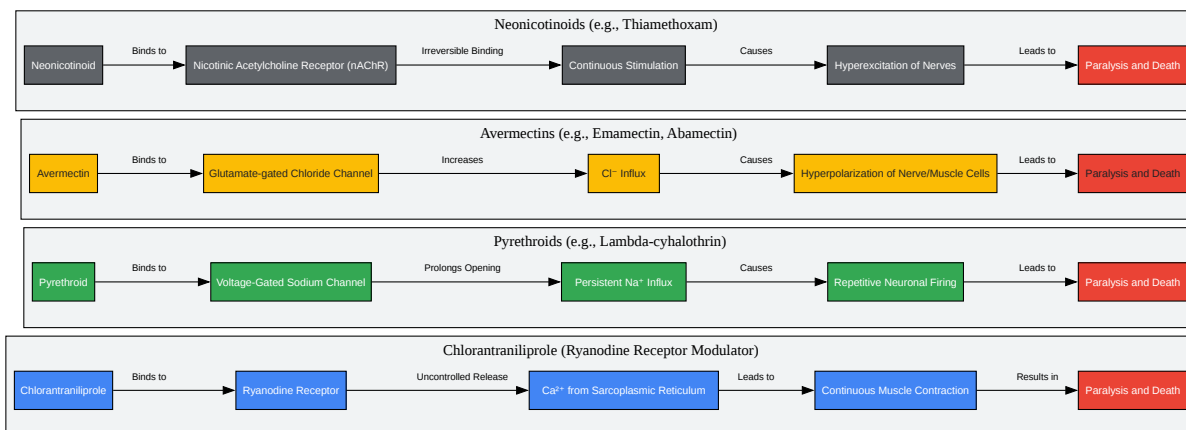 Neonicotinoids (e.g., Thiamethoxam)
Binds to
Irreversible Binding
Causes
Leads to
Neonicotinoid
Nicotinic Acetylcholine Receptor (nAChR)
Continuous Stimulation
Hyperexcitation of Nerves
Paralysis and Death
Avermectins (e.g., Emamectin, Abamectin)
Binds to
Increases
Causes
Leads to
Avermectin
Glutamate-gated Chloride Channel
Cl⁻ Influx
Hyperpolarization of Nerve/Muscle Cells
Paralysis and Death
Pyrethroids (e.g., Lambda-cyhalothrin)
Binds to
Prolongs Opening
Causes
Leads to
Pyrethroid
Voltage-Gated Sodium Channel
Persistent Na⁺ Influx
Repetitive Neuronal Firing
Paralysis and Death
Chlorantraniliprole (Ryanodine Receptor Modulator)
Binds to
Uncontrolled Release
Leads to
Results in
Chlorantraniliprole
Ryanodine Receptor
Ca²⁺ from Sarcoplasmic Reticulum
Continuous Muscle Contraction
Paralysis and Death